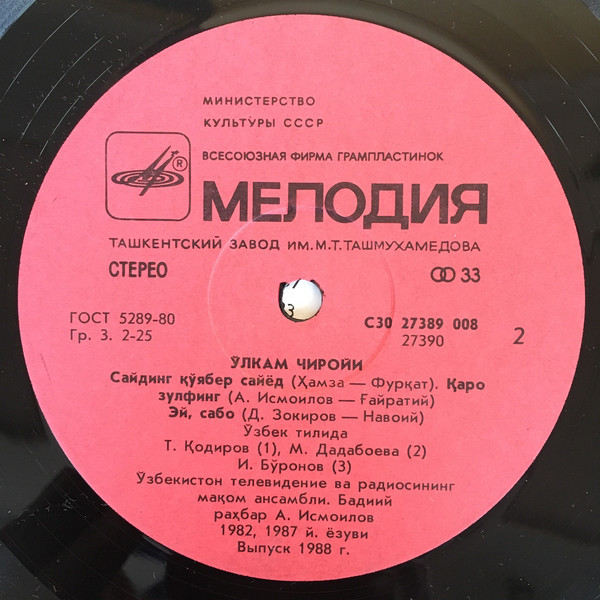 МИНИСТЕРСТВО
КУЛЬТУРЫ СССР
ВСЕСОЮЗНАЯ ФИРМА ГРАМПЛАСТИНОК
®
МЕЛОДИЯ
ТАШКЕНТСКИЙ ЗАВОД ИМ. М.Т. ТАШМУХАМЕДОВА
СТЕРЕО
33
ГОСТ 5289-80
Гр. 3. 2-25
С30 27389 008
27390
2
3
ЎЛКАМ ЧИРОЙИ
Сайдинг қўябер сайёд (Ҳамза — Фурқат). Қаро
зулфинг (А. Исмоилов — Ғайратий)
Эй, сабо (Д. Зокиров — Навоий)
Ўзбек тилида
Т. Қодиров (1), М. Дадабоева (2)
И. Бўронов (3)
Ўзбекистон телевидение ва радиосининг
мақом ансамбли. Бадиий
раҳбар А. Исмоилов
1982, 1987 й. ёзуви
Выпуск 1988 г.